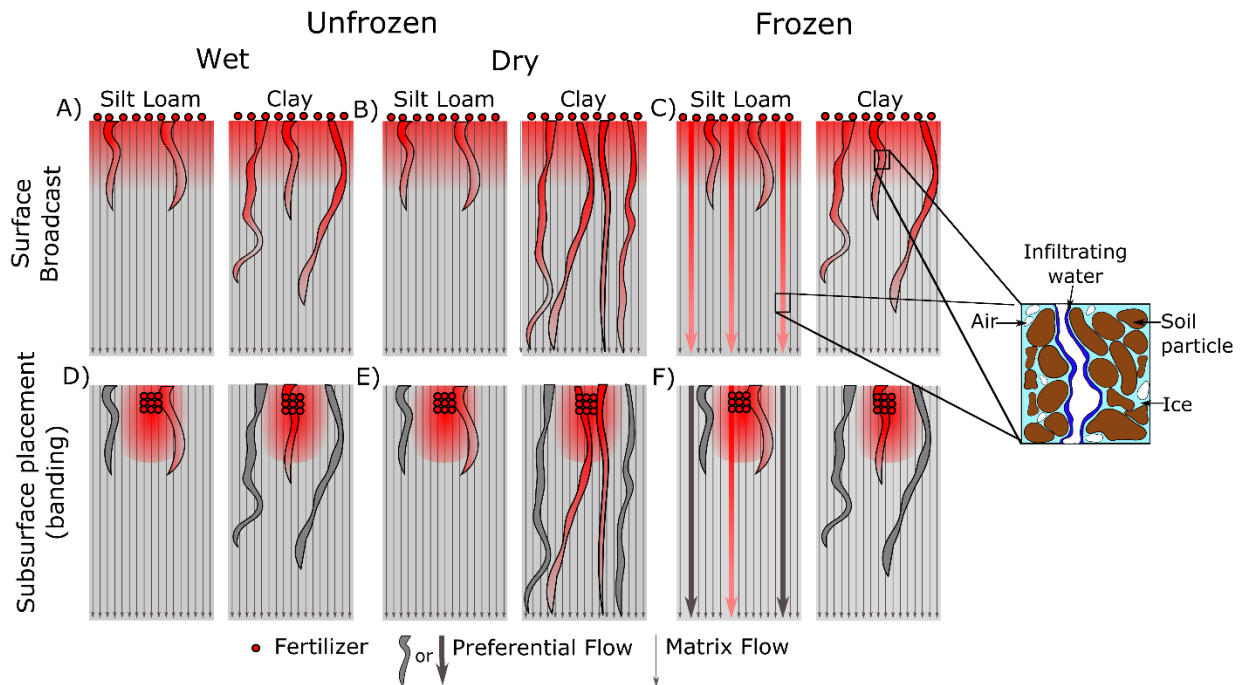 Unfrozen
Frozen
Wet
Dry
A)
Silt Loam
Clay
B)
Silt Loam
Clay
C)
Silt Loam
Clay
Surface
Broadcast
Infiltrating
water
Air
Soil
particle
Ice
D)
E)
F)
Subsurface placement
(banding)
Fertilizer
or
Preferential Flow
Matrix Flow